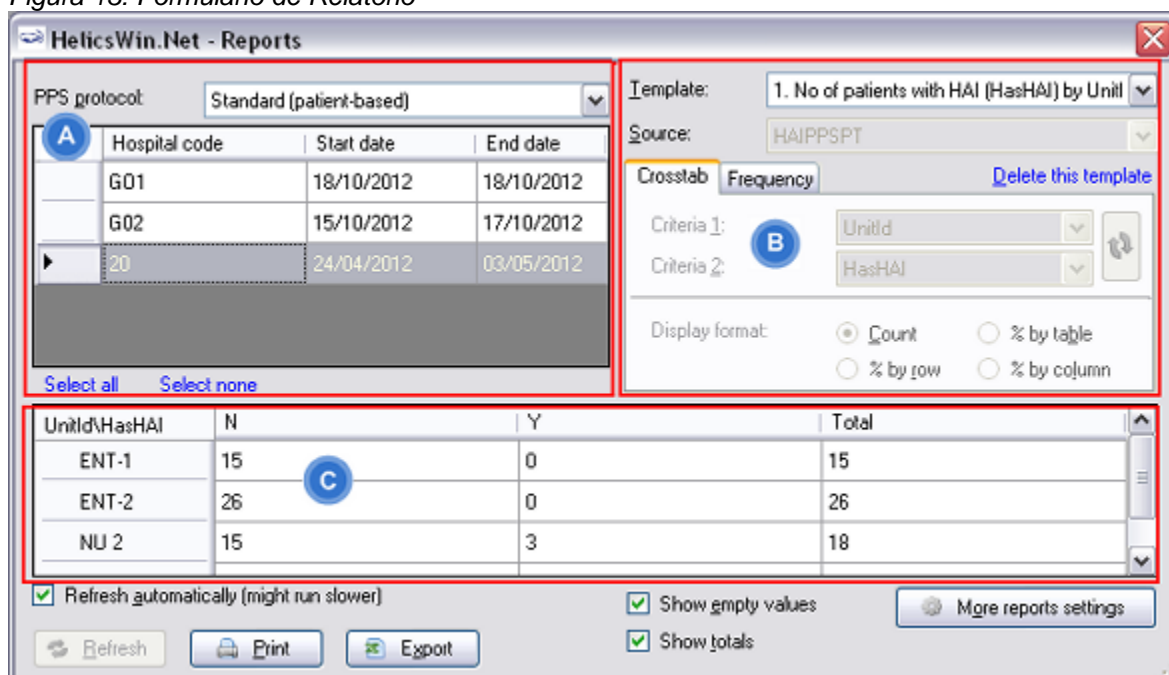 Figura 18. Formulário de Relatório
HelicsWin.Net - Reports
PPS protocol: Standard (patient-based)
A
Hospital code Start date End date
G01 18/10/2012 18/10/2012
G02 15/10/2012 17/10/2012
20 24/04/2012 03/05/2012
Select all Select none
Template: 1. No of patients with HAI (HasHAI) by UnitI
Source: HAIPPSPT
Crosstab Frequency Delete this template
Criteria 1: UnitId
B
Criteria 2: HasHAI
Display format: Count % by table
% by row % by column
UnitId\HasHAI N Y Total
ENT-1 15 0 15
C
ENT-2 26 0 26
NU 2 15 3 18
Refresh automatically (might run slower)
Show empty values
More reports settings
Refresh Print Export
Show totals